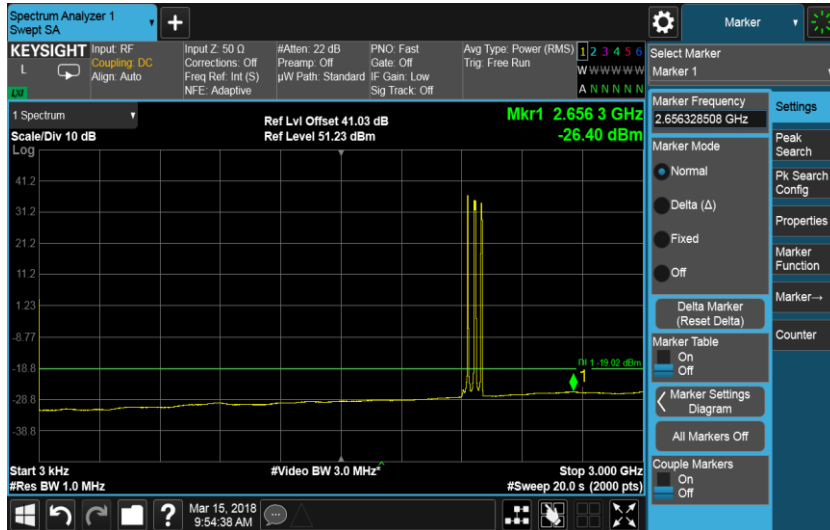 Spectrum Analyzer 1
Swept SA
+
Marker
KEYSIGHT
L
Input: RF
Coupling: DC
Align: Auto
Input Z: 50 Ω
Corrections: Off
Freq Ref: Int (S)
NFE: Adaptive
#Atten: 22 dB
Preamp: Off
µW Path: Standard
PNO: Fast
Gate: Off
IF Gain: Low
Sig Track: Off
Avg Type: Power (RMS)
Trig: Free Run
1 2 3 4 5 6
W W W W W W
A N N N N N
1 Spectrum
Scale/Div 10 dB
Log
Ref Lvl Offset 41.03 dB
Ref Level 51.23 dBm
Mkr1 2.656 3 GHz
-26.40 dBm
41.2
31.2
21.2
11.2
1.23
-8.77
-18.8
-28.8
-38.8
DL1 -19.02 dBm
1
Start 3 kHz
#Res BW 1.0 MHz
#Video BW 3.0 MHz*
Stop 3.000 GHz
#Sweep 20.0 s (2000 pts)
Select Marker
Marker 1
Marker Frequency
2.656328508 GHz
Marker Mode
Normal
Delta (Δ)
Fixed
Off
Delta Marker
(Reset Delta)
Marker Table
On
Off
Marker Settings
Diagram
All Markers Off
Couple Markers
On
Off
Settings
Peak
Search
Pk Search
Config
Properties
Marker
Function
Marker→
Counter
?
Mar 15, 2018
9:54:38 AM